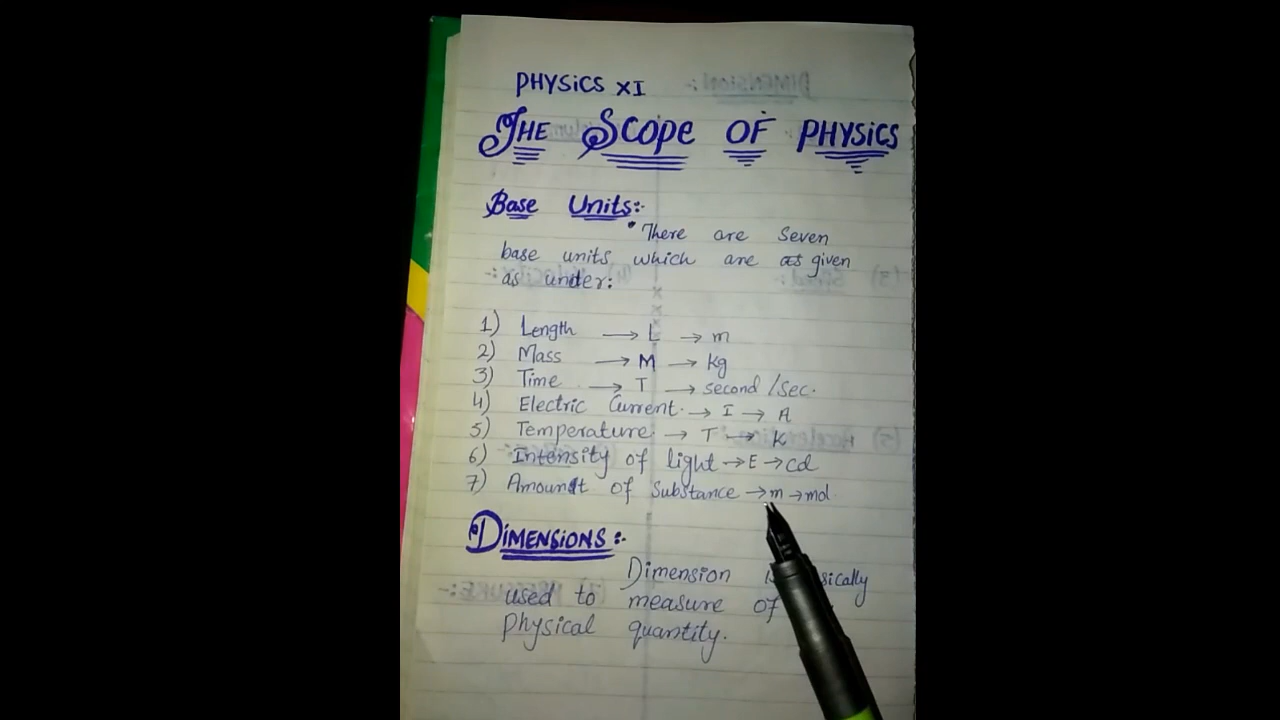 PHYSICS XI
THE SCOPE OF PHYSICS
Base Units:-
There are Seven
base units which are as given
as under:
1) Length → L → m
2) Mass → M → kg
3) Time → T → second/Sec.
4) Electric Current → I → A
5) Temperature → T → K
6) Intensity of light → E → cd
7) Amount of Substance → m → mol
DIMENSIONS:-
Dimension
used to measure of
physical quantity.